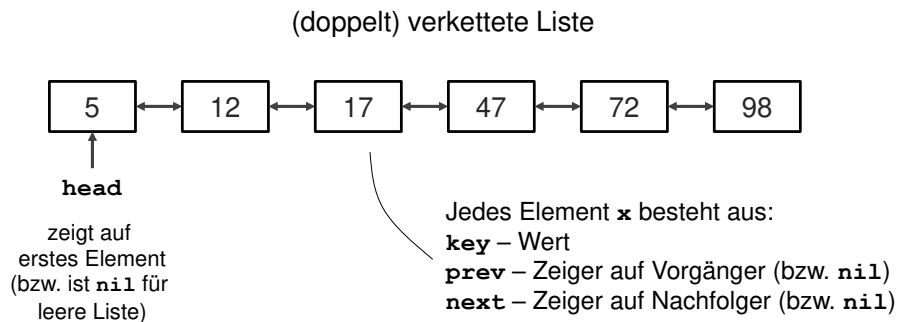 (doppelt) verkettete Liste
5 12 17 47 72 98
head
zeigt auf
erstes Element
(bzw. ist nil für
leere Liste)
Jedes Element x besteht aus:
key – Wert
prev – Zeiger auf Vorgänger (bzw. nil)
next – Zeiger auf Nachfolger (bzw. nil)